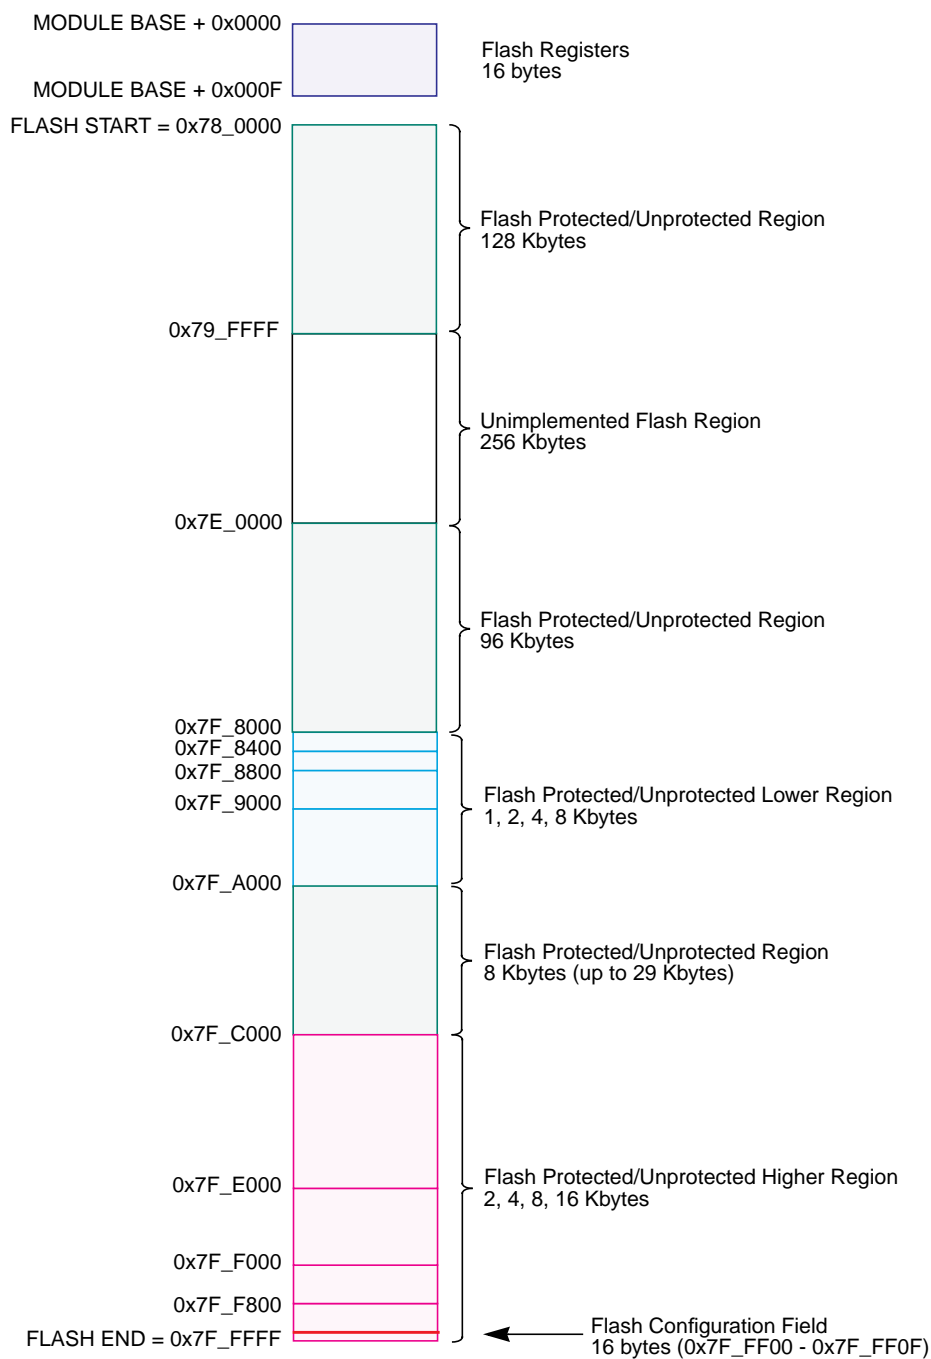 MODULE BASE + 0x0000
Flash Registers
16 bytes
MODULE BASE + 0x000F
FLASH START = 0x78_0000
Flash Protected/Unprotected Region
128 Kbytes
0x79_FFFF
Unimplemented Flash Region
256 Kbytes
0x7E_0000
Flash Protected/Unprotected Region
96 Kbytes
0x7F_8000
0x7F_8400
0x7F_8800
0x7F_9000
Flash Protected/Unprotected Lower Region
1, 2, 4, 8 Kbytes
0x7F_A000
Flash Protected/Unprotected Region
8 Kbytes (up to 29 Kbytes)
0x7F_C000
Flash Protected/Unprotected Higher Region
2, 4, 8, 16 Kbytes
0x7F_E000
0x7F_F000
0x7F_F800
FLASH END = 0x7F_FFFF
Flash Configuration Field
16 bytes (0x7F_FF00 - 0x7F_FF0F)